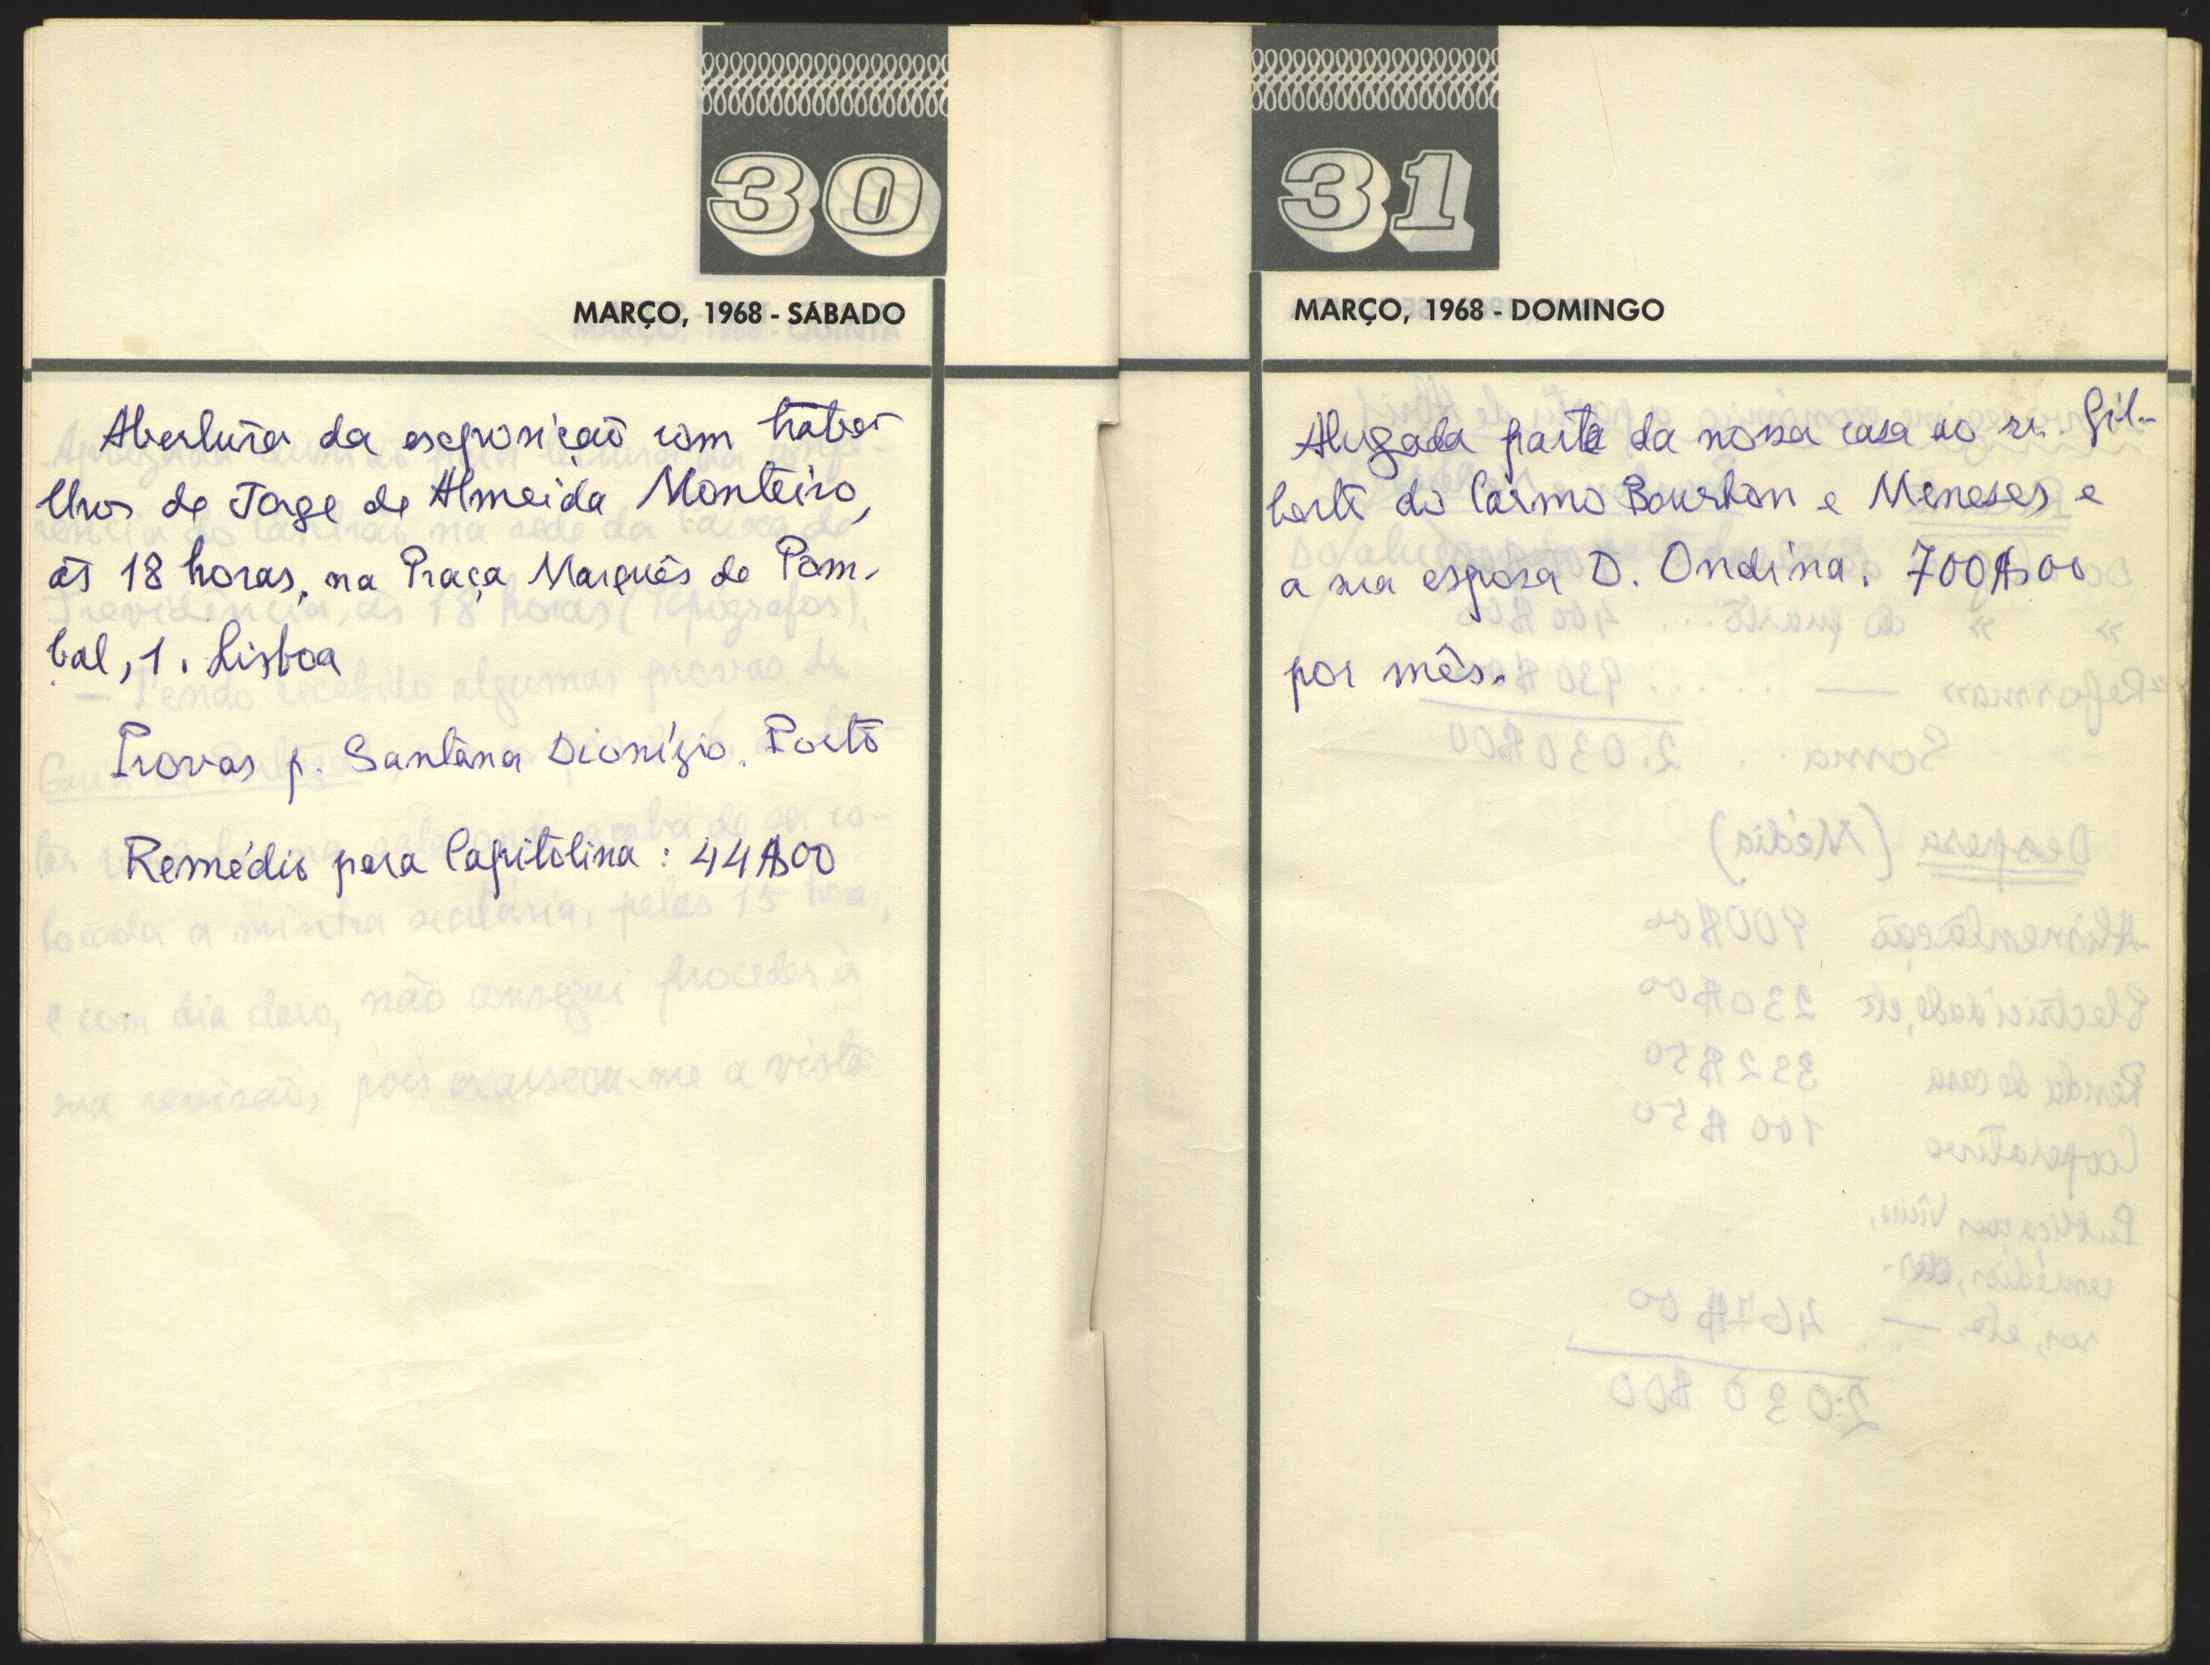 30
MARÇO, 1968 - SÁBADO
Abertura da exposição com traba-
lhos de Jorge de Almeida Monteiro,
às 18 horas, na Praça Marquês de Pom-
bal, 1. Lisboa
Provas p. Santana Dionízio. Porto
Remédio para Capitolina: 44$00
31
MARÇO, 1968 - DOMINGO
Alugada parte da nossa casa ao sr. Gil-
berto do Carmo Bourbon e Meneses e
a sua esposa D. Ondina. 700$00
por mês.